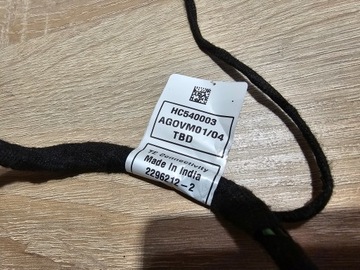 HC540003
AGOVM01/04
TBD
TE Connectivity
Made In India
2296212-2